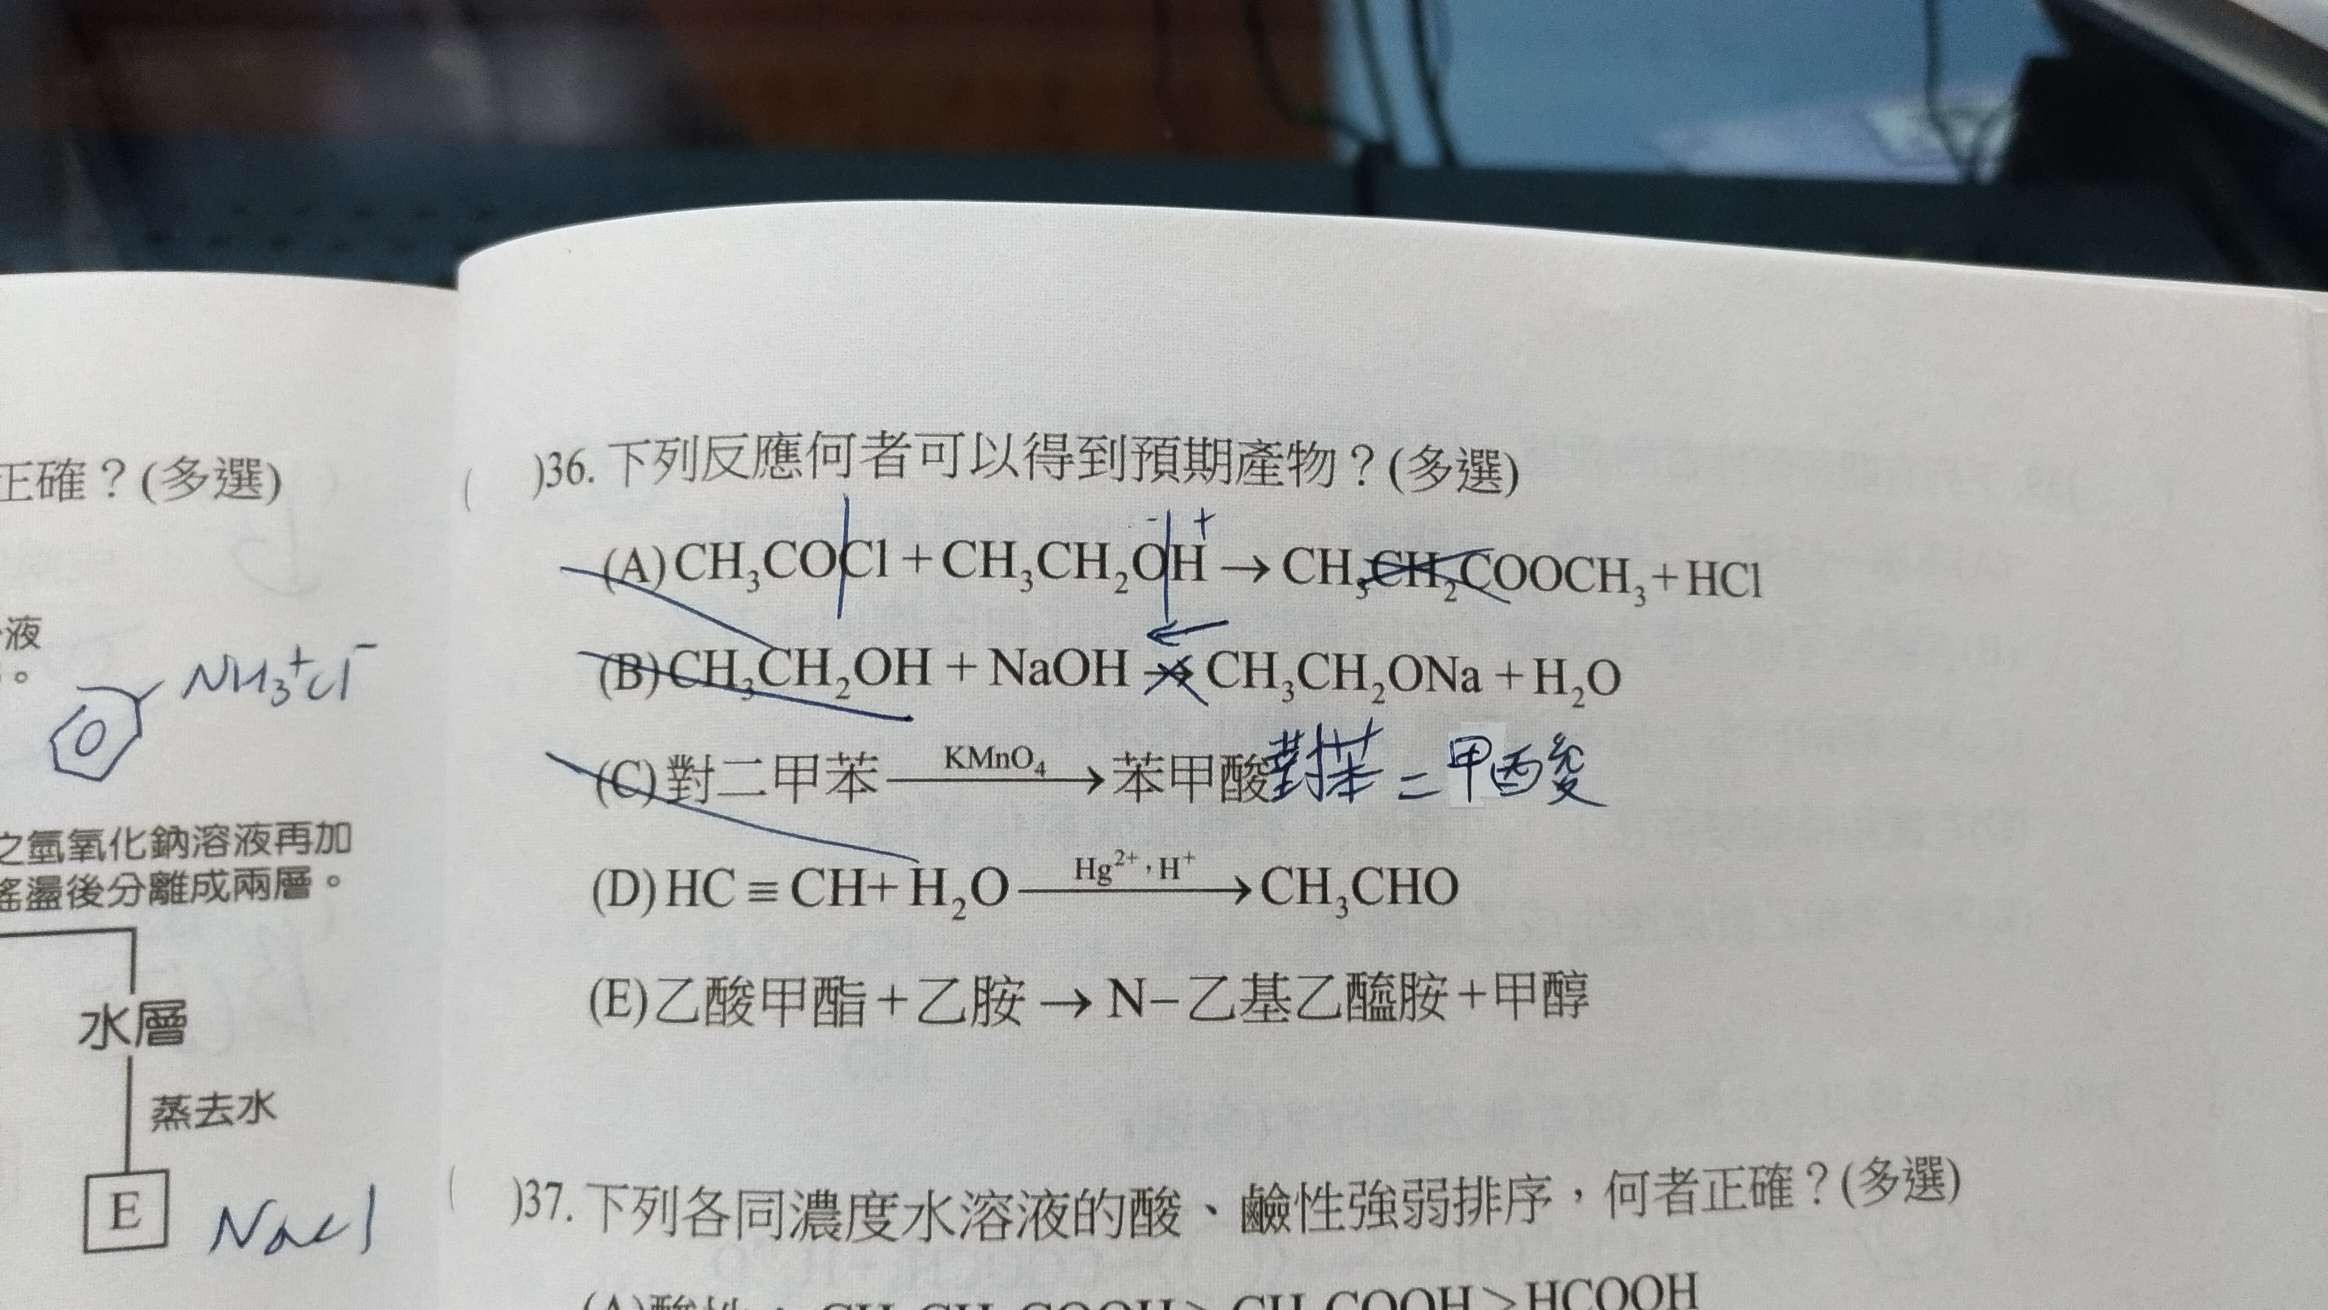 正確？(多選)
液
。
NH₃⁺Cl⁻
之氫氧化鈉溶液再加
搖盪後分離成兩層。
水層
蒸去水
E
NaCl
( )36. 下列反應何者可以得到預期產物？(多選)
- +
(A) CH₃COCl + CH₃CH₂OH → CH₃CH₂COOCH₃ + HCl
←
(B) CH₃CH₂OH + NaOH → CH₃CH₂ONa + H₂O
(C) 對二甲苯 —KMnO₄→ 苯甲酸 對苯二甲酸
(D) HC ≡ CH + H₂O —Hg²⁺，H⁺→ CH₃CHO
(E) 乙酸甲酯 + 乙胺 → N－乙基乙醯胺 + 甲醇
( )37. 下列各同濃度水溶液的酸、鹼性強弱排序，何者正確？(多選)
(A) 酸性：CH₃CH₂COOH > CH₃COOH > HCOOH